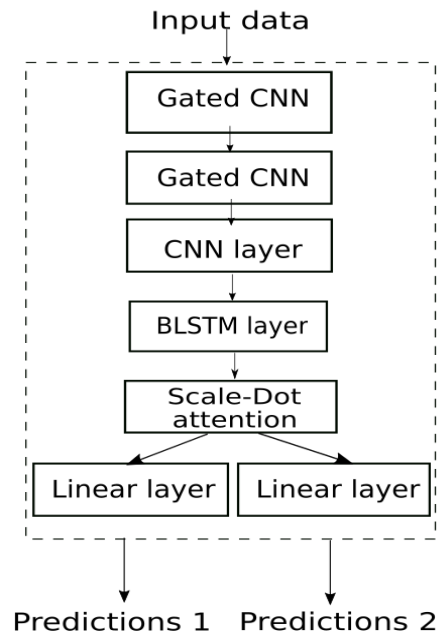 Input data
Gated CNN
Gated CNN
CNN layer
BLSTM layer
Scale-Dot
attention
Linear layer
Linear layer
Predictions 1
Predictions 2